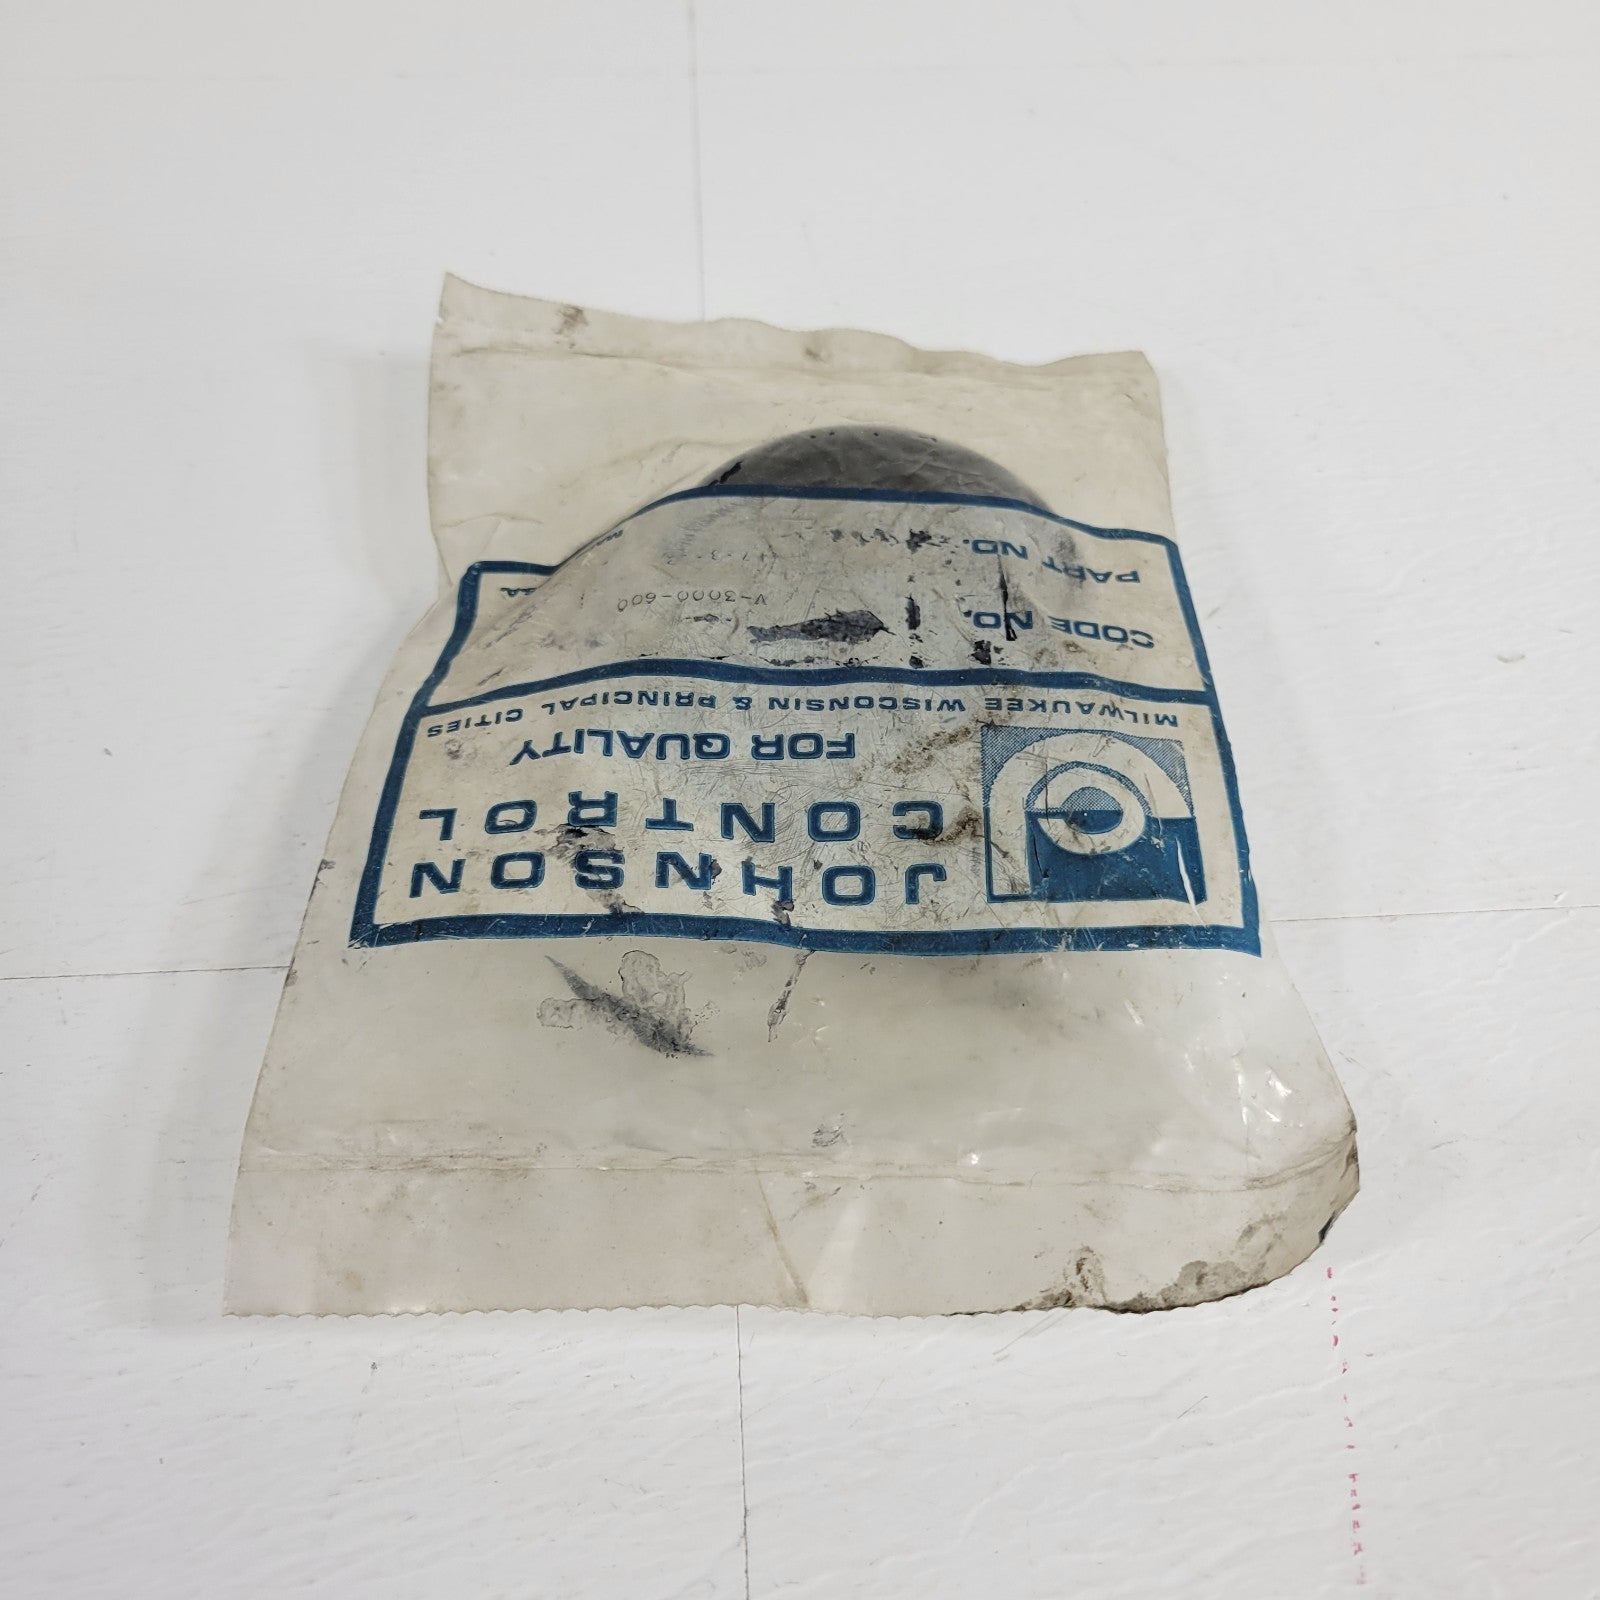 JOHNSON
CONTROL
FOR QUALITY
MILWAUKEE WISCONSIN & PRINCIPAL CITIES
CODE NO. V-3000-600
PART NO.